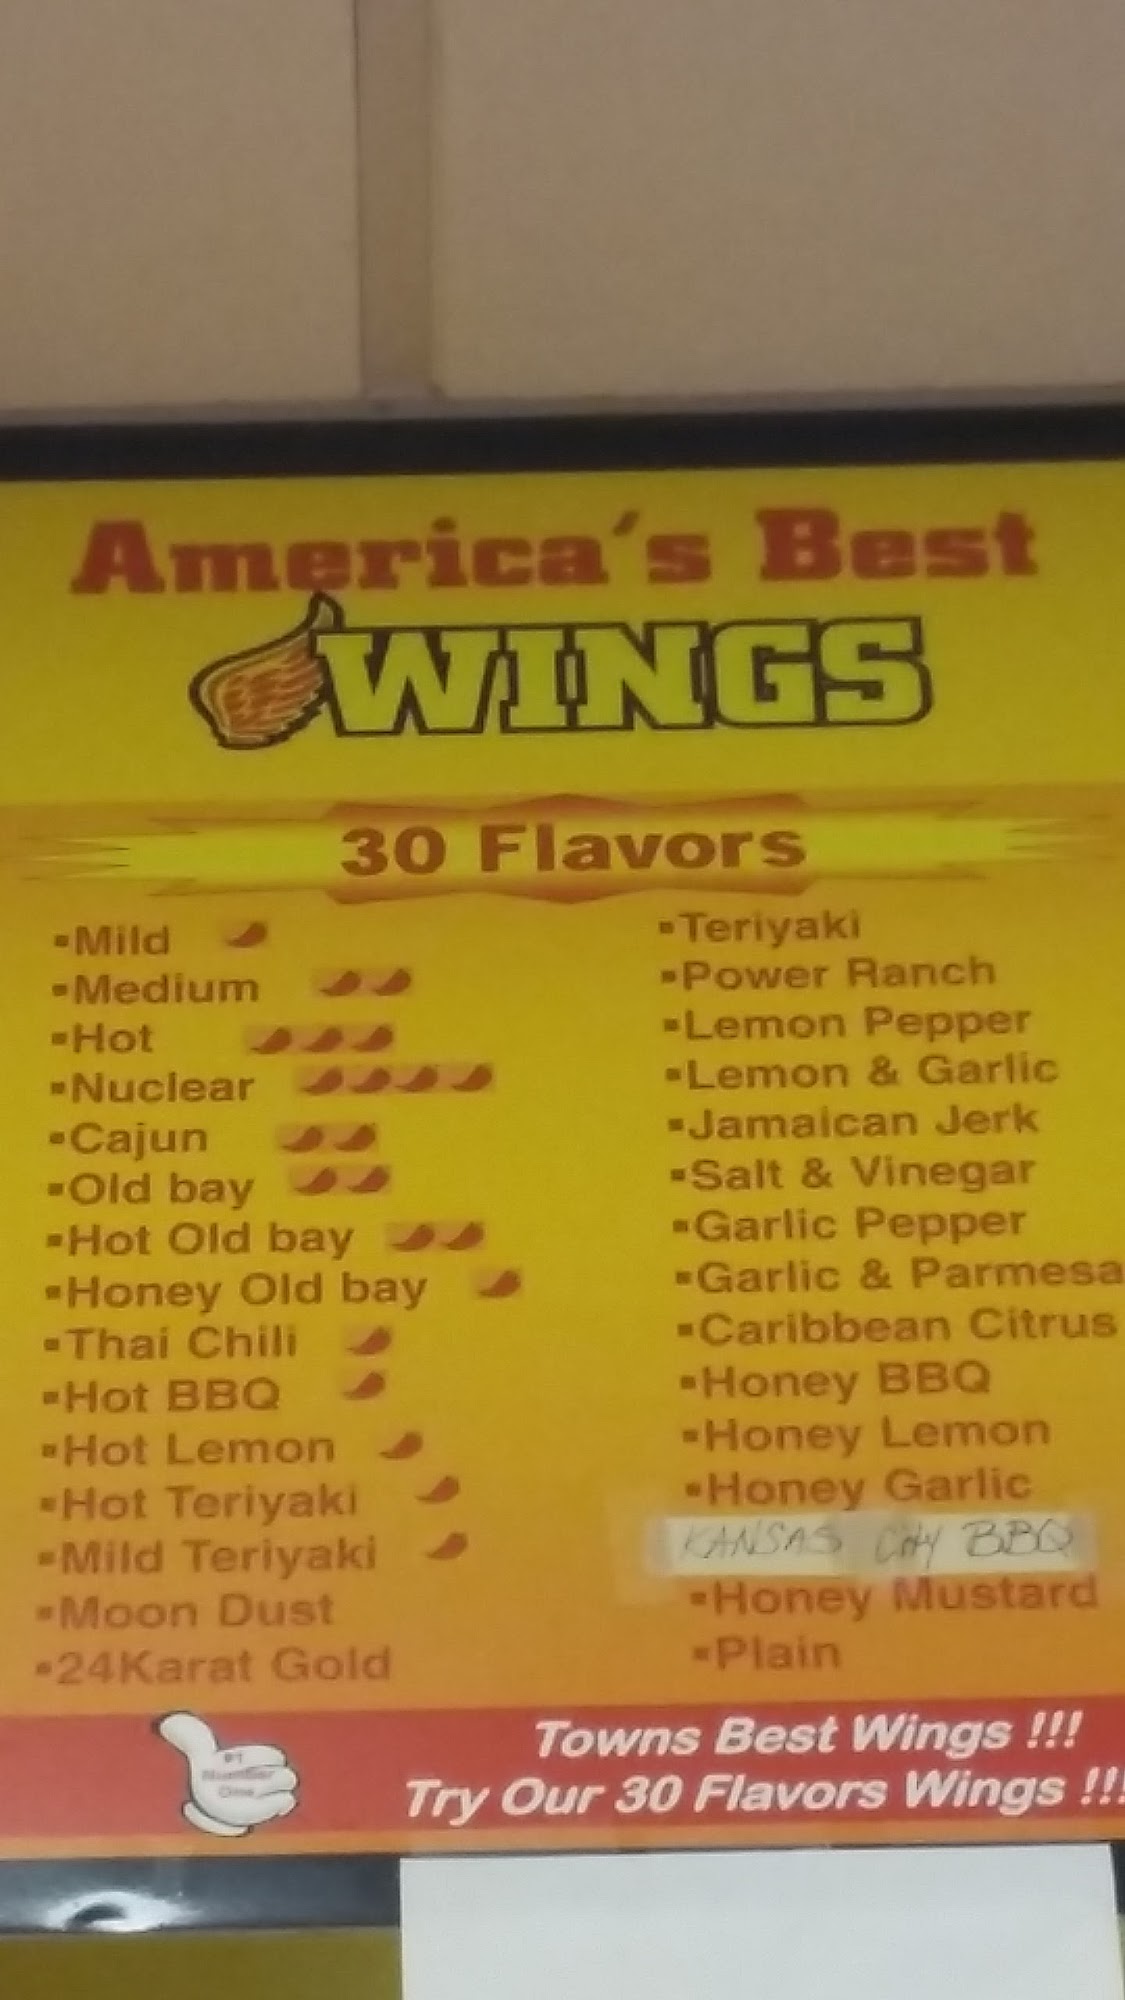 America's Best
WINGS
30 Flavors
▪Mild
▪Medium
▪Hot
▪Nuclear
▪Cajun
▪Old bay
▪Hot Old bay
▪Honey Old bay
▪Thai Chili
▪Hot BBQ
▪Hot Lemon
▪Hot Teriyaki
▪Mild Teriyaki
▪Moon Dust
▪24Karat Gold
▪Teriyaki
▪Power Ranch
▪Lemon Pepper
▪Lemon & Garlic
▪Jamaican Jerk
▪Salt & Vinegar
▪Garlic Pepper
▪Garlic & Parmesa
▪Caribbean Citrus
▪Honey BBQ
▪Honey Lemon
▪Honey Garlic
KANSAS City BBQ
▪Honey Mustard
▪Plain
#1
Number
One
Towns Best Wings !!!
Try Our 30 Flavors Wings !!!